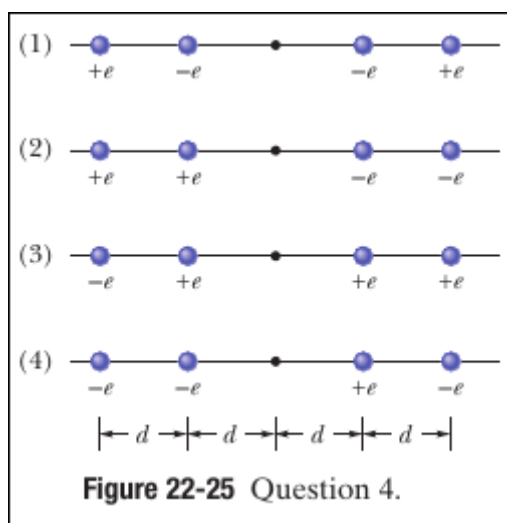 (1)
+e −e −e +e
(2)
+e +e −e −e
(3)
−e +e +e +e
(4)
−e −e +e −e
d d d d
Figure 22-25 Question 4.